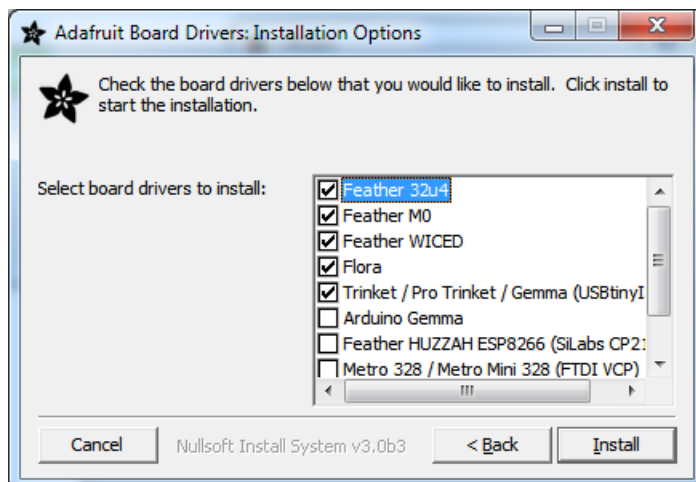 Adafruit Board Drivers: Installation Options
Check the board drivers below that you would like to install. Click install to
start the installation.
Select board drivers to install:
Feather 32u4
Feather M0
Feather WICED
Flora
Trinket / Pro Trinket / Gemma (USBtinyI
Arduino Gemma
Feather HUZZAH ESP8266 (SiLabs CP21
Metro 328 / Metro Mini 328 (FTDI VCP)
Cancel
Nullsoft Install System v3.0b3
< Back
Install